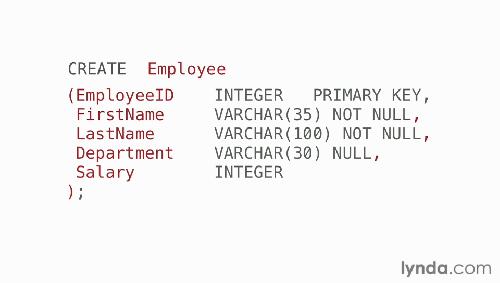 CREATE Employee
(EmployeeID INTEGER PRIMARY KEY,
FirstName VARCHAR(35) NOT NULL,
LastName VARCHAR(100) NOT NULL,
Department VARCHAR(30) NULL,
Salary INTEGER
);
lynda.com